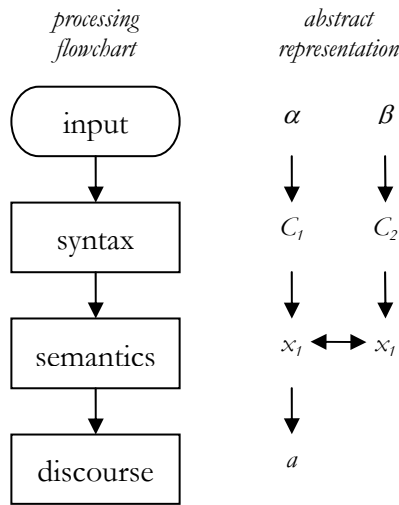 processing
flowchart
abstract
representation
input
α β
syntax
C₁ C₂
semantics
x₁ x₁
discourse
a